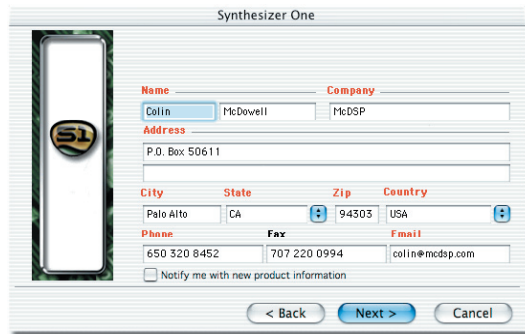 Synthesizer One
Name Company
Colin McDowell McDSP
Address
P.O. Box 50611
City State Zip Country
Palo Alto CA 94303 USA
Phone Fax Email
650 320 8452 707 220 0994 colin@mcdsp.com
Notify me with new product information
S1
< Back Next > Cancel